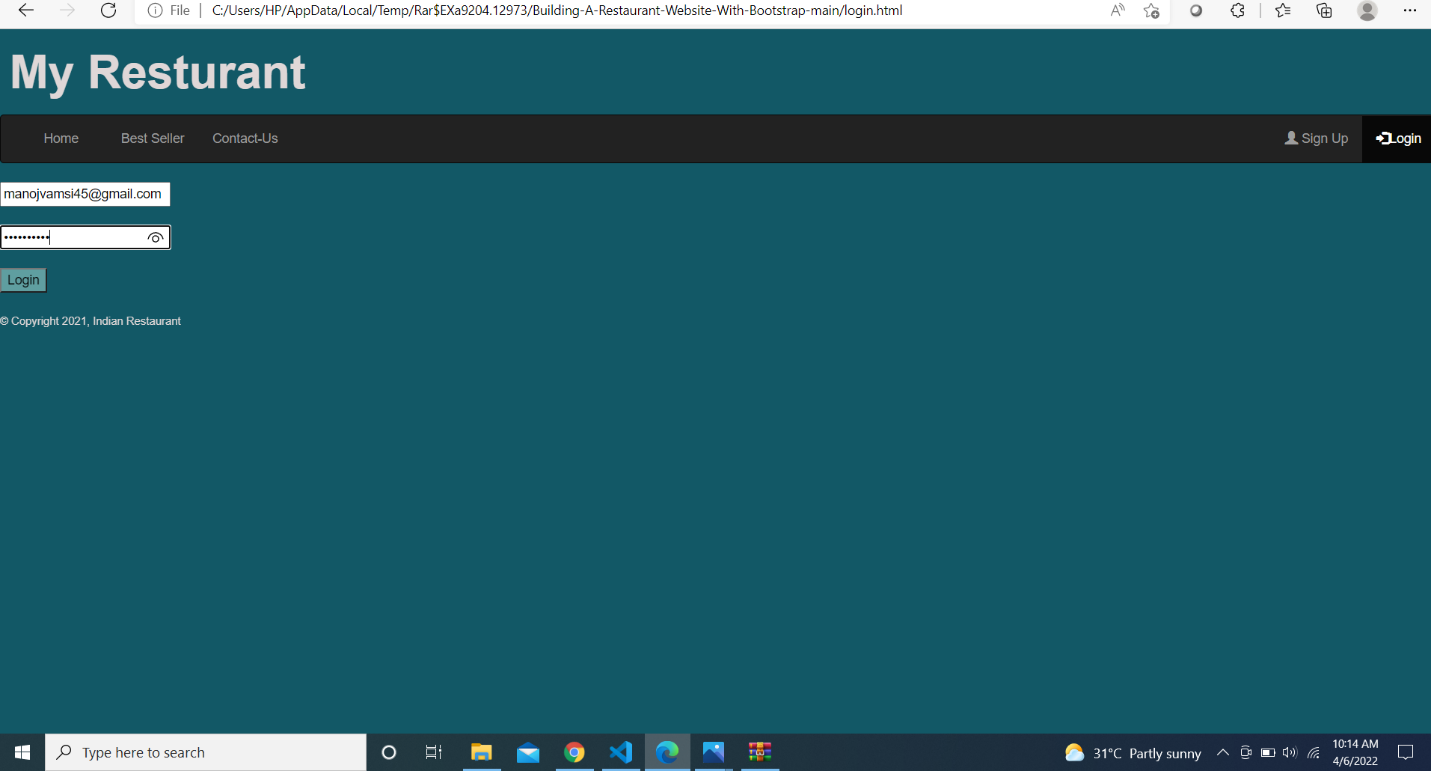 File
C:/Users/HP/AppData/Local/Temp/Rar$EXa9204.12973/Building-A-Restaurant-Website-With-Bootstrap-main/login.html
My Resturant
Home Best Seller Contact-Us Sign Up Login
manojvamsi45@gmail.com
••••••••••
Login
© Copyright 2021, Indian Restaurant
Type here to search
31°C Partly sunny
10:14 AM
4/6/2022